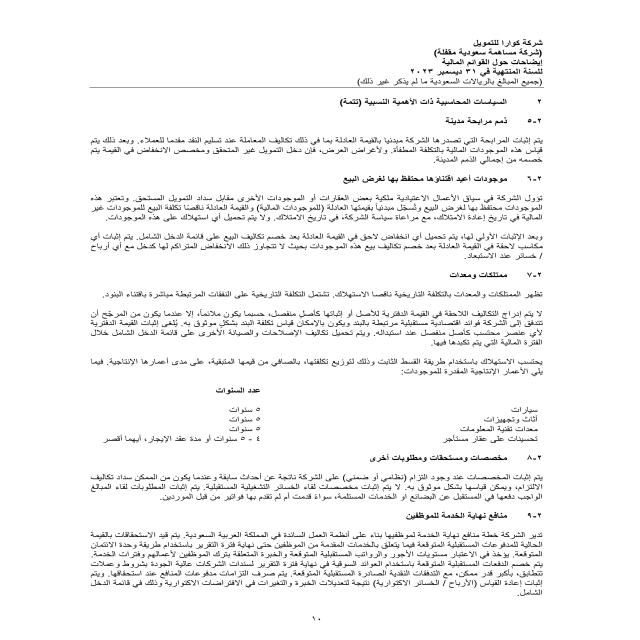 شركة كوارا للتمويل
(شركة مساهمة سعودية مقفلة)
إيضاحات حول القوائم المالية
للسنة المنتهية في ٣١ ديسمبر ٢٠٢٣
(جميع المبالغ بالريالات السعودية ما لم يذكر غير ذلك)
٢ السياسات المحاسبية ذات الأهمية النسبية (تتمة)
٢-٥ ذمم مرابحة مدينة
يتم إثبات المرابحة التي تصدرها الشركة مبدئيا بالقيمة العادلة بما في ذلك تكاليف المعاملة عند تسليم النقد مقدما للعملاء. وبعد ذلك يتم
قياس هذه الموجودات المالية بالتكلفة المطفأة. ولأغراض العرض، فإن دخل التمويل غير المتحقق ومخصص الانخفاض في القيمة يتم
خصمه من إجمالي الذمم المدينة.
٢-٦ موجودات أعيد اقتناؤها محتفظ بها لغرض البيع
تؤول للشركة في سياق الأعمال الاعتيادية ملكية بعض العقارات أو الموجودات الأخرى مقابل سداد التمويل المستحق. وتعتبر هذه
الموجودات محتفظ بها لغرض البيع وتُسجّل مبدئياً بقيمتها العادلة (للموجودات المالية) والقيمة العادلة ناقصا تكلفة البيع للموجودات غير
المالية في تاريخ إعادة الامتلاك، مع مراعاة سياسة الشركة، في تاريخ الامتلاك. ولا يتم تحميل أي استهلاك على هذه الموجودات.
وبعد الإثبات الأولي لها، يتم تحميل أي انخفاض لاحق في القيمة العادلة بعد خصم تكاليف البيع على قائمة الدخل الشامل. يتم إثبات أي
مكاسب لاحقة في القيمة العادلة بعد خصم تكاليف بيع هذه الموجودات بحيث لا تتجاوز ذلك الانخفاض المتراكم لها كدخل مع أي أرباح
/ خسائر عند الاستبعاد.
٢-٧ ممتلكات ومعدات
تظهر الممتلكات والمعدات بالتكلفة التاريخية ناقصا الاستهلاك. تشتمل التكلفة التاريخية على النفقات المرتبطة مباشرة باقتناء البنود.
لا يتم إدراج التكاليف اللاحقة في القيمة الدفترية للأصل أو إثباتها كأصل منفصل، حسبما يكون ملائماً، إلا عندما يكون من المرجّح أن
تتدفق إلى الشركة فوائد اقتصادية مستقبلية مرتبطة بالبند ويكون بالإمكان قياس تكلفة البند بشكل موثوق به. يُلغى إثبات القيمة الدفترية
لأي عنصر محتسب كأصل منفصل عند استبداله. ويتم تحميل تكاليف الإصلاحات والصيانة الأخرى على قائمة الدخل الشامل خلال
الفترة المالية التي يتم تكبدها فيها.
يحتسب الاستهلاك باستخدام طريقة القسط الثابت وذلك لتوزيع تكلفتها، بالصافي من قيمها المتبقية، على مدى أعمارها الإنتاجية. فيما
يلي الأعمار الإنتاجية المقدرة للموجودات:
عدد السنوات
سيارات ٥ سنوات
أثاث وتجهيزات ٥ سنوات
معدات تقنية المعلومات ٥ سنوات
تحسينات على عقار مستأجر ٤ - ٥ سنوات أو مدة عقد الإيجار، أيهما أقصر
٢-٨ مخصصات ومستحقات ومطلوبات أخرى
يتم إثبات المخصصات عند وجود التزام (نظامي أو ضمني) على الشركة ناتجة عن أحداث سابقة وعندما يكون من الممكن سداد تكاليف
الالتزام، ويمكن قياسها بشكل موثوق به. لا يتم إثبات مخصصات لقاء الخسائر التشغيلية المستقبلية. يتم إثبات المطلوبات لقاء المبالغ
الواجب دفعها في المستقبل عن البضائع أو الخدمات المستلمة، سواءً قدمت أم لم تقدم بها فواتير من قبل الموردين.
٢-٩ منافع نهاية الخدمة للموظفين
تدير الشركة خطة منافع نهاية الخدمة لموظفيها بناء على أنظمة العمل السائدة في المملكة العربية السعودية. يتم قيد الاستحقاقات بالقيمة
الحالية للمدفوعات المستقبلية المتوقعة فيما يتعلق بالخدمات المقدمة من الموظفين حتى نهاية فترة التقرير باستخدام طريقة وحدة الائتمان
المتوقعة. يؤخذ في الاعتبار مستويات الأجور والرواتب المستقبلية المتوقعة والخبرة المتعلقة بترك الموظفين لأعمالهم وفترات الخدمة.
يتم خصم الدفعات المستقبلية المتوقعة باستخدام العوائد السوقية في نهاية فترة التقرير لسندات الشركات عالية الجودة بشروط وعملات
تتطابق، بأكبر قدر ممكن، مع التدفقات النقدية الصادرة المستقبلية المتوقعة. يتم صرف التزامات مدفوعات المنافع عند استحقاقها. ويتم
إثبات إعادة القياس (الأرباح / الخسائر الاكتوارية) نتيجة لتعديلات الخبرة والتغيرات في الافتراضات الاكتوارية وذلك في قائمة الدخل
الشامل.
١٠